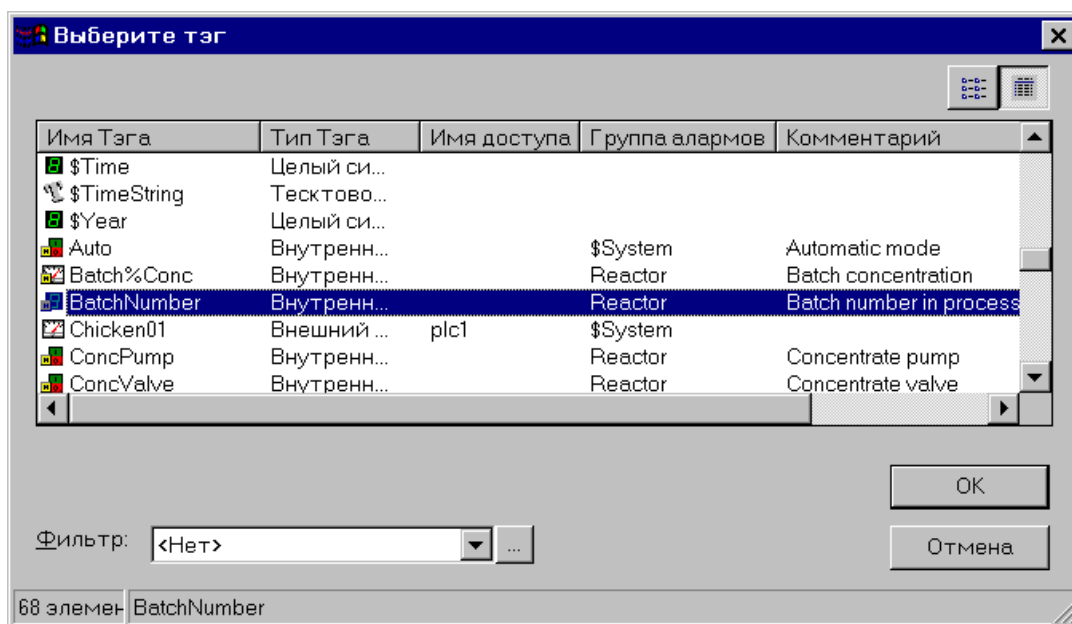 Выберите тэг
Имя Тэга Тип Тэга Имя доступа Группа алармов Комментарий
$Time Целый си...
$TimeString Тесктово...
$Year Целый си...
Auto Внутренн... $System Automatic mode
Batch%Conc Внутренн... Reactor Batch concentration
BatchNumber Внутренн... Reactor Batch number in process
Chicken01 Внешний ... plc1 $System
ConcPump Внутренн... Reactor Concentrate pump
ConcValve Внутренн... Reactor Concentrate valve
OK
Фильтр: <Нет> ...
Отмена
68 элемен BatchNumber